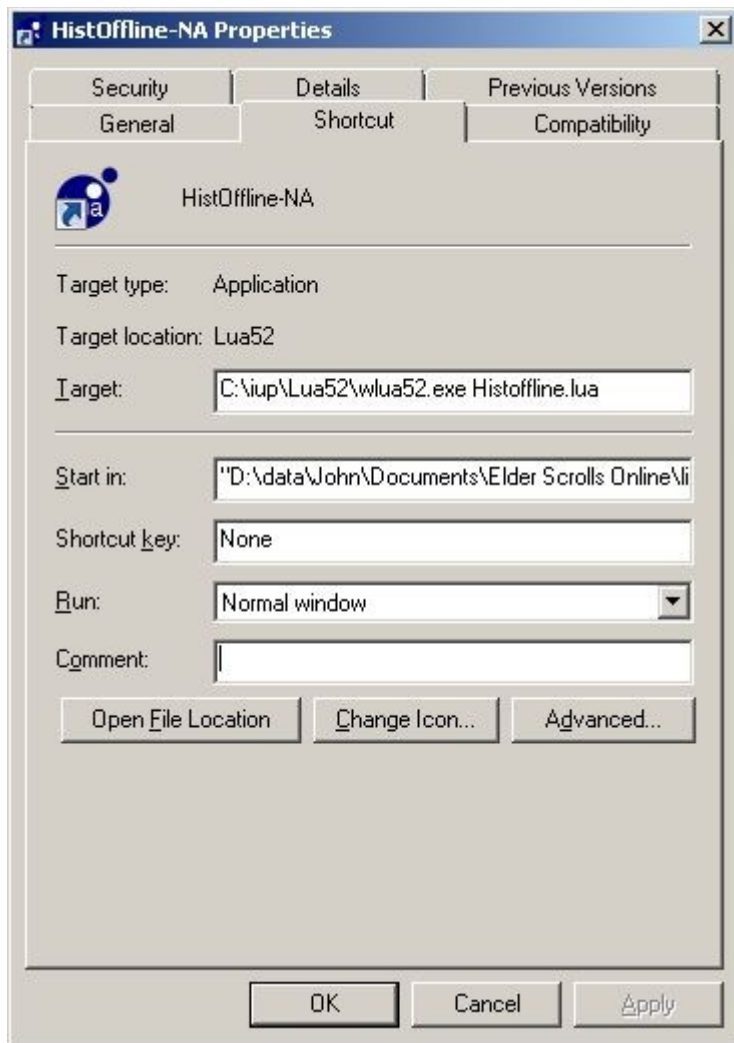 HistOffline-NA Properties
Security Details Previous Versions
General Shortcut Compatibility
a HistOffline-NA
Target type: Application
Target location: Lua52
Target: C:\iup\Lua52\wlua52.exe Histoffline.lua
Start in: "D:\data\John\Documents\Elder Scrolls Online\li
Shortcut key: None
Run: Normal window
Comment:
Open File Location Change Icon... Advanced...
OK Cancel Apply